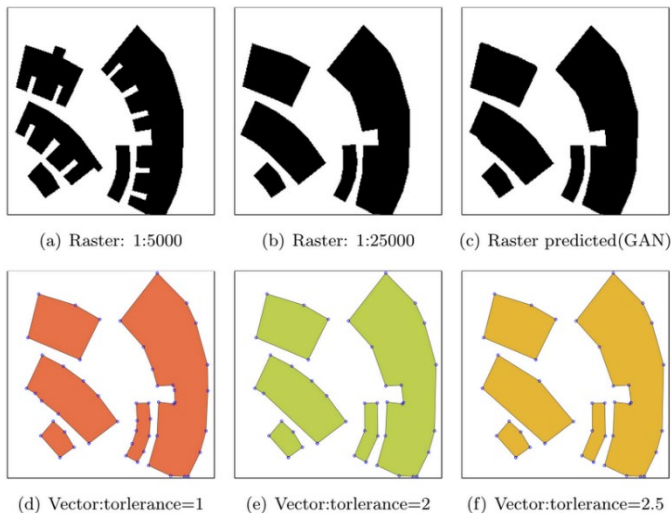 (a) Raster: 1:5000
(b) Raster: 1:25000
(c) Raster predicted(GAN)
(d) Vector:torlerance=1
(e) Vector:torlerance=2
(f) Vector:torlerance=2.5